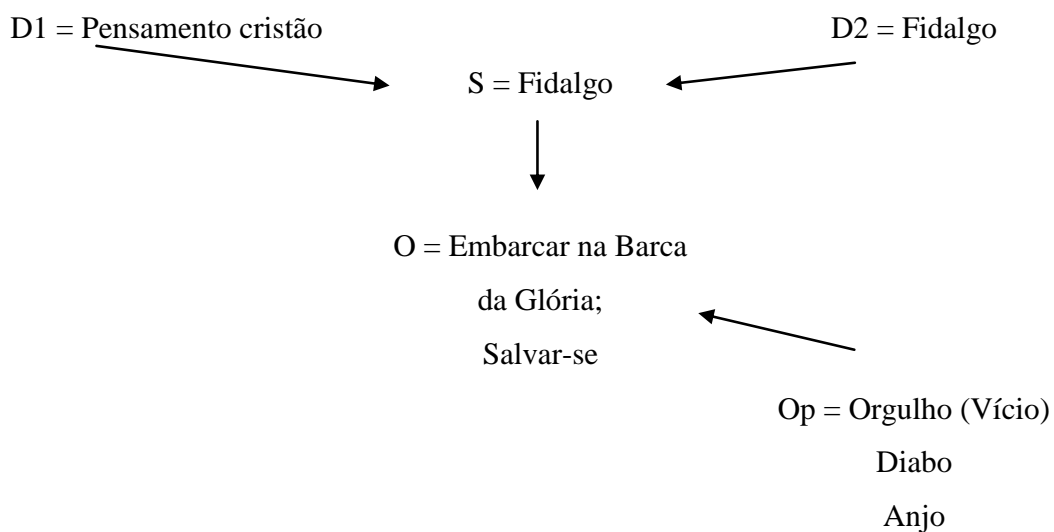 D1 = Pensamento cristão
D2 = Fidalgo
S = Fidalgo
O = Embarcar na Barca
da Glória;
Salvar-se
Op = Orgulho (Vício)
Diabo
Anjo